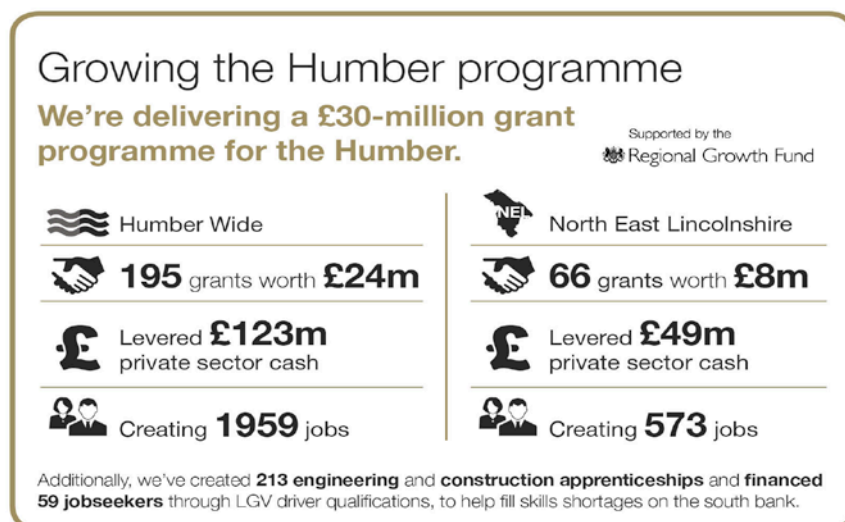 Growing the Humber programme
We're delivering a £30-million grant
programme for the Humber.
Supported by the
Regional Growth Fund
Humber Wide
195 grants worth £24m
Levered £123m
private sector cash
Creating 1959 jobs
NEL
North East Lincolnshire
66 grants worth £8m
Levered £49m
private sector cash
Creating 573 jobs
Additionally, we've created 213 engineering and construction apprenticeships and financed
59 jobseekers through LGV driver qualifications, to help fill skills shortages on the south bank.